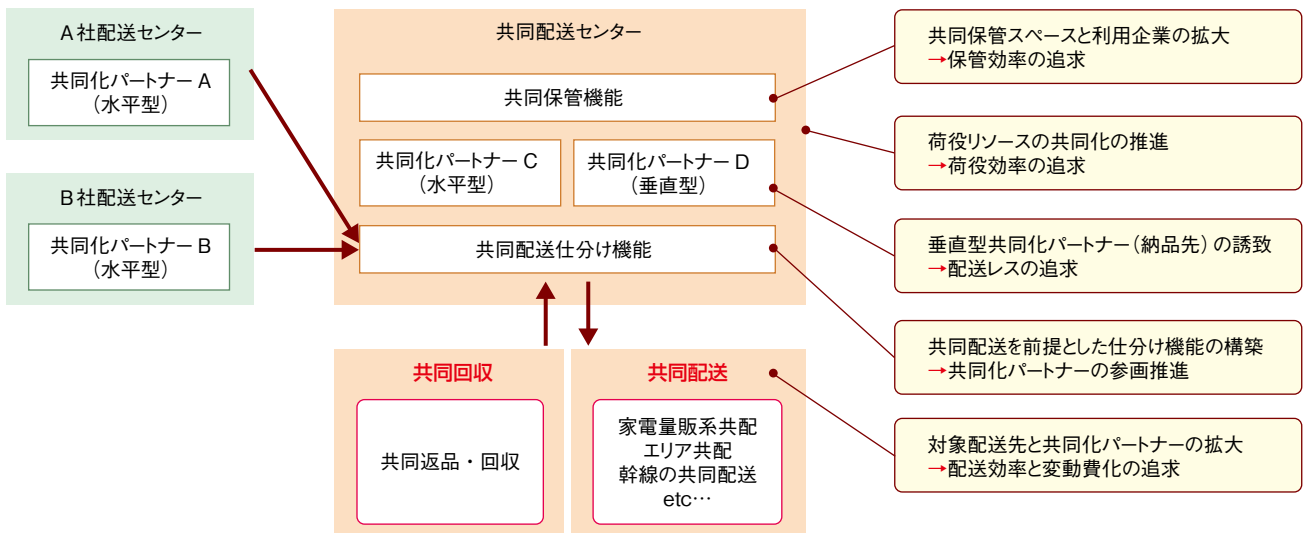 A社配送センター
共同化パートナーA
（水平型）
B社配送センター
共同化パートナーB
（水平型）
共同配送センター
共同保管機能
共同化パートナーC
（水平型）
共同化パートナーD
（垂直型）
共同配送仕分け機能
共同回収
共同返品・回収
共同配送
家電量販系共配
エリア共配
幹線の共同配送
etc…
共同保管スペースと利用企業の拡大
→保管効率の追求
荷役リソースの共同化の推進
→荷役効率の追求
垂直型共同化パートナー（納品先）の誘致
→配送レスの追求
共同配送を前提とした仕分け機能の構築
→共同化パートナーの参画推進
対象配送先と共同化パートナーの拡大
→配送効率と変動費化の追求